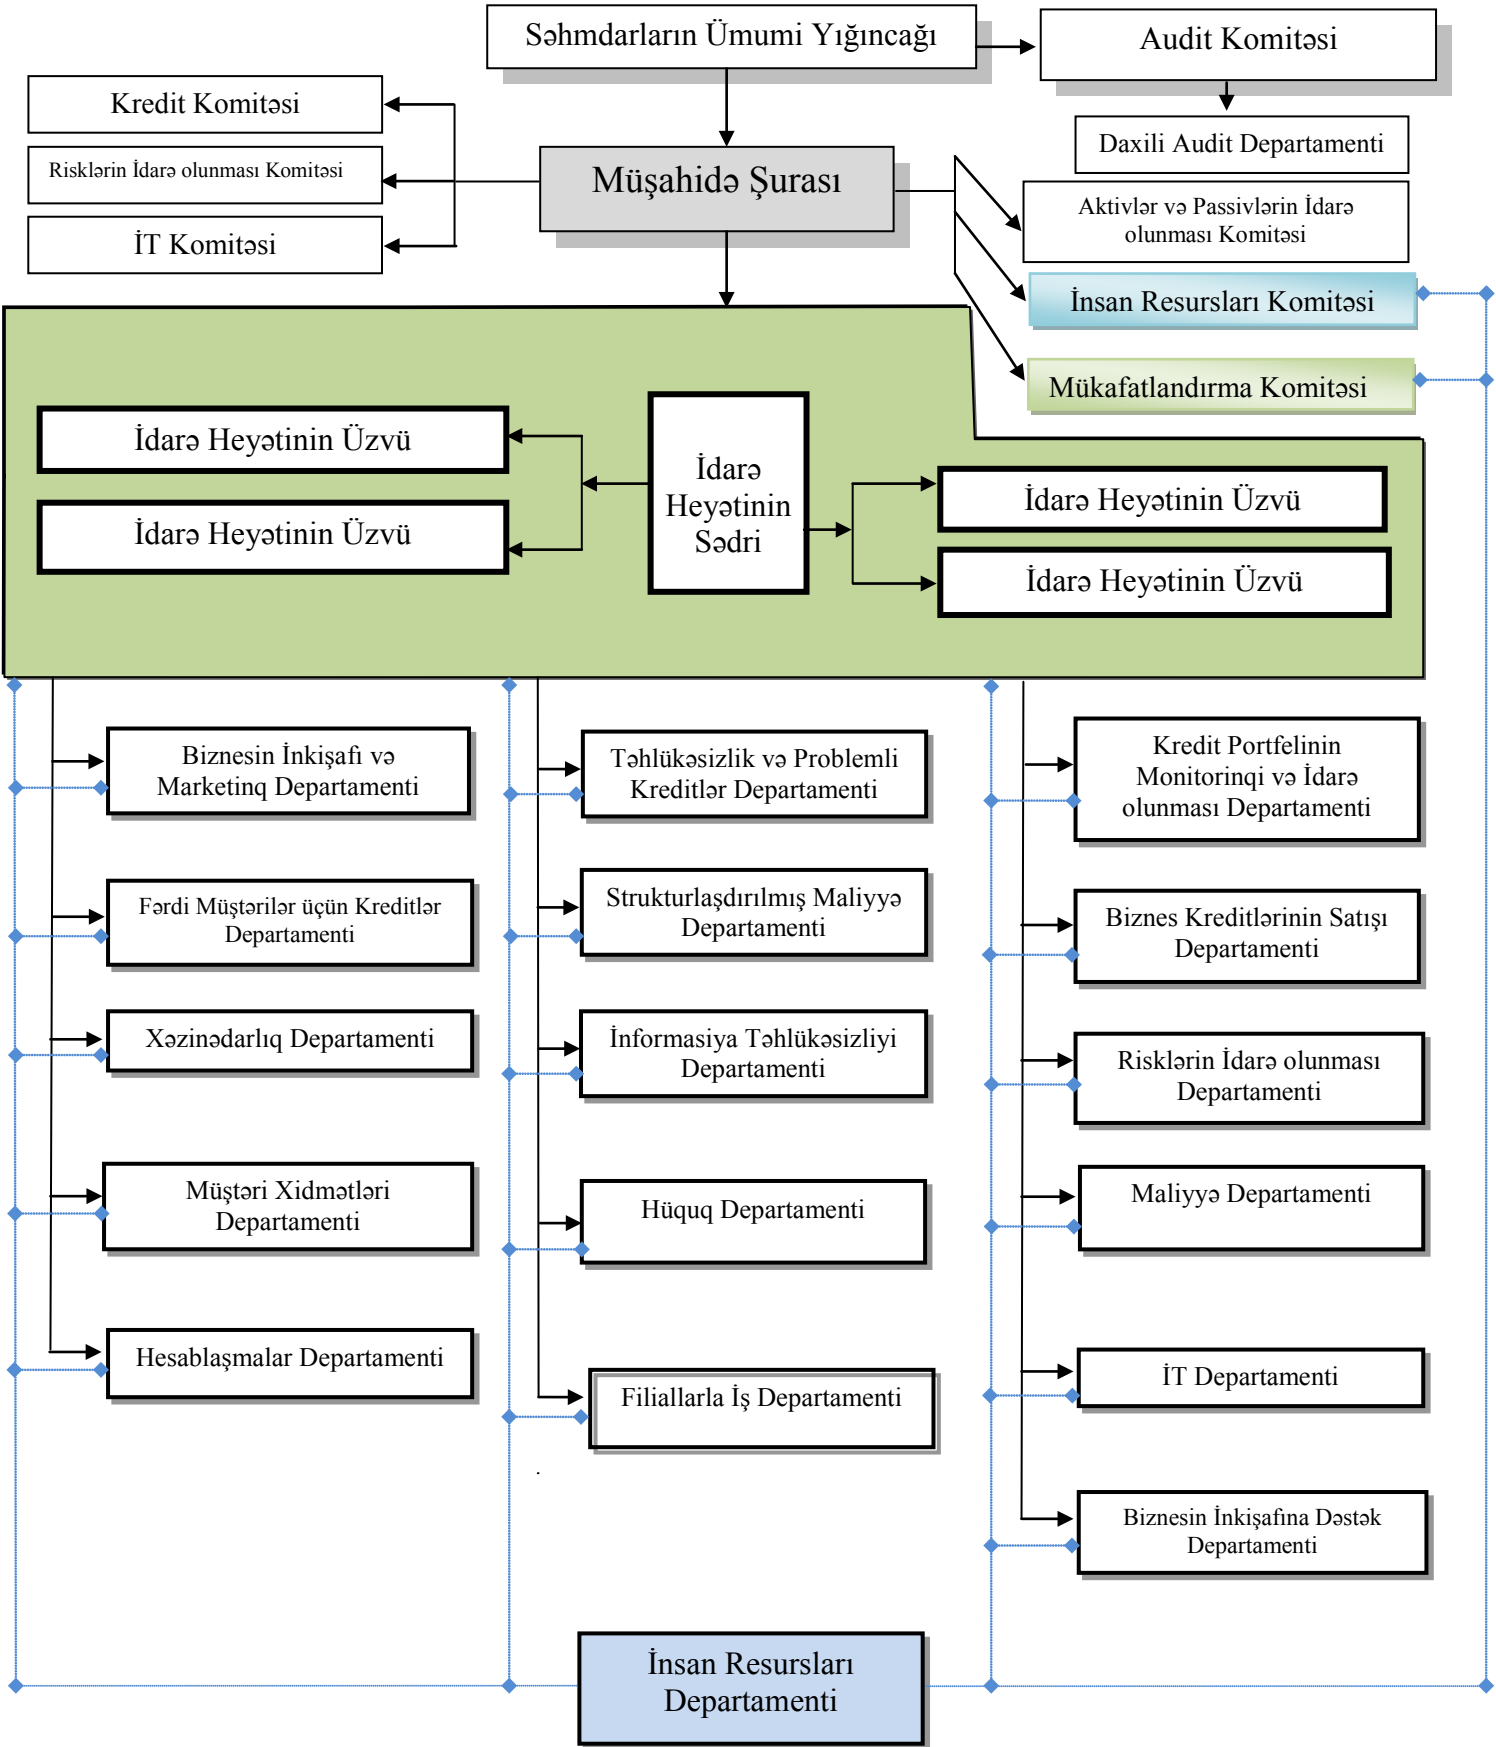 Səhmdarların Ümumi Yığıncağı
Audit Komitəsi
Kredit Komitəsi
Daxili Audit Departamenti
Risklərin İdarə olunması Komitəsi
Müşahidə Şurası
Aktivlər və Passivlərin İdarə
olunması Komitəsi
İT Komitəsi
İnsan Resursları Komitəsi
Mükafatlandırma Komitəsi
İdarə Heyətinin Üzvü
İdarə Heyətinin Üzvü
İdarə
Heyətinin
Sədri
İdarə Heyətinin Üzvü
İdarə Heyətinin Üzvü
Biznesin İnkişafı və
Marketinq Departamenti
Fərdi Müştərilər üçün Kreditlər
Departamenti
Xəzinədarlıq Departamenti
Müştəri Xidmətləri
Departamenti
Hesablaşmalar Departamenti
Təhlükəsizlik və Problemli
Kreditlər Departamenti
Strukturlaşdırılmış Maliyyə
Departamenti
İnformasiya Təhlükəsizliyi
Departamenti
Hüquq Departamenti
Filiallarla İş Departamenti
.
Kredit Portfelinin
Monitorinqi və İdarə
olunması Departamenti
Biznes Kreditlərinin Satışı
Departamenti
Risklərin İdarə olunması
Departamenti
Maliyyə Departamenti
İT Departamenti
Biznesin İnkişafına Dəstək
Departamenti
İnsan Resursları
Departamenti